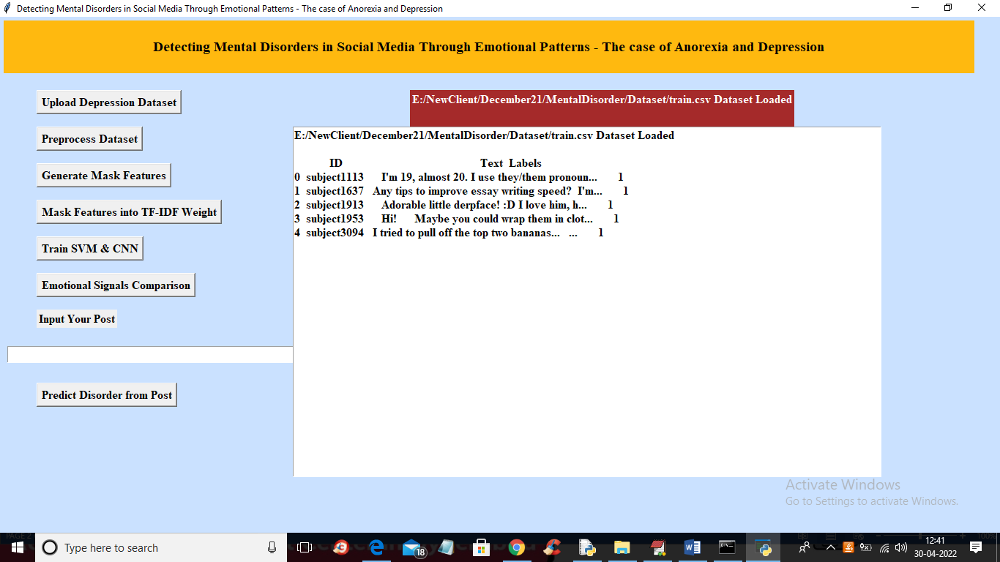 Detecting Mental Disorders in Social Media Through Emotional Patterns - The case of Anorexia and Depression
Detecting Mental Disorders in Social Media Through Emotional Patterns - The case of Anorexia and Depression
Upload Depression Dataset
Preprocess Dataset
Generate Mask Features
Mask Features into TF-IDF Weight
Train SVM & CNN
Emotional Signals Comparison
Input Your Post
Predict Disorder from Post
E:/NewClient/December21/MentalDisorder/Dataset/train.csv Dataset Loaded
E:/NewClient/December21/MentalDisorder/Dataset/train.csv Dataset Loaded
ID Text Labels
0 subject1113 I'm 19, almost 20. I use they/them pronoun... 1
1 subject1637 Any tips to improve essay writing speed? I'm... 1
2 subject1913 Adorable little derpface! :D I love him, h... 1
3 subject1953 Hi! Maybe you could wrap them in clot... 1
4 subject3094 I tried to pull off the top two bananas... ... 1
Activate Windows
Go to Settings to activate Windows.
PAGE 2
100%
Type here to search
18
12:41
30-04-2022